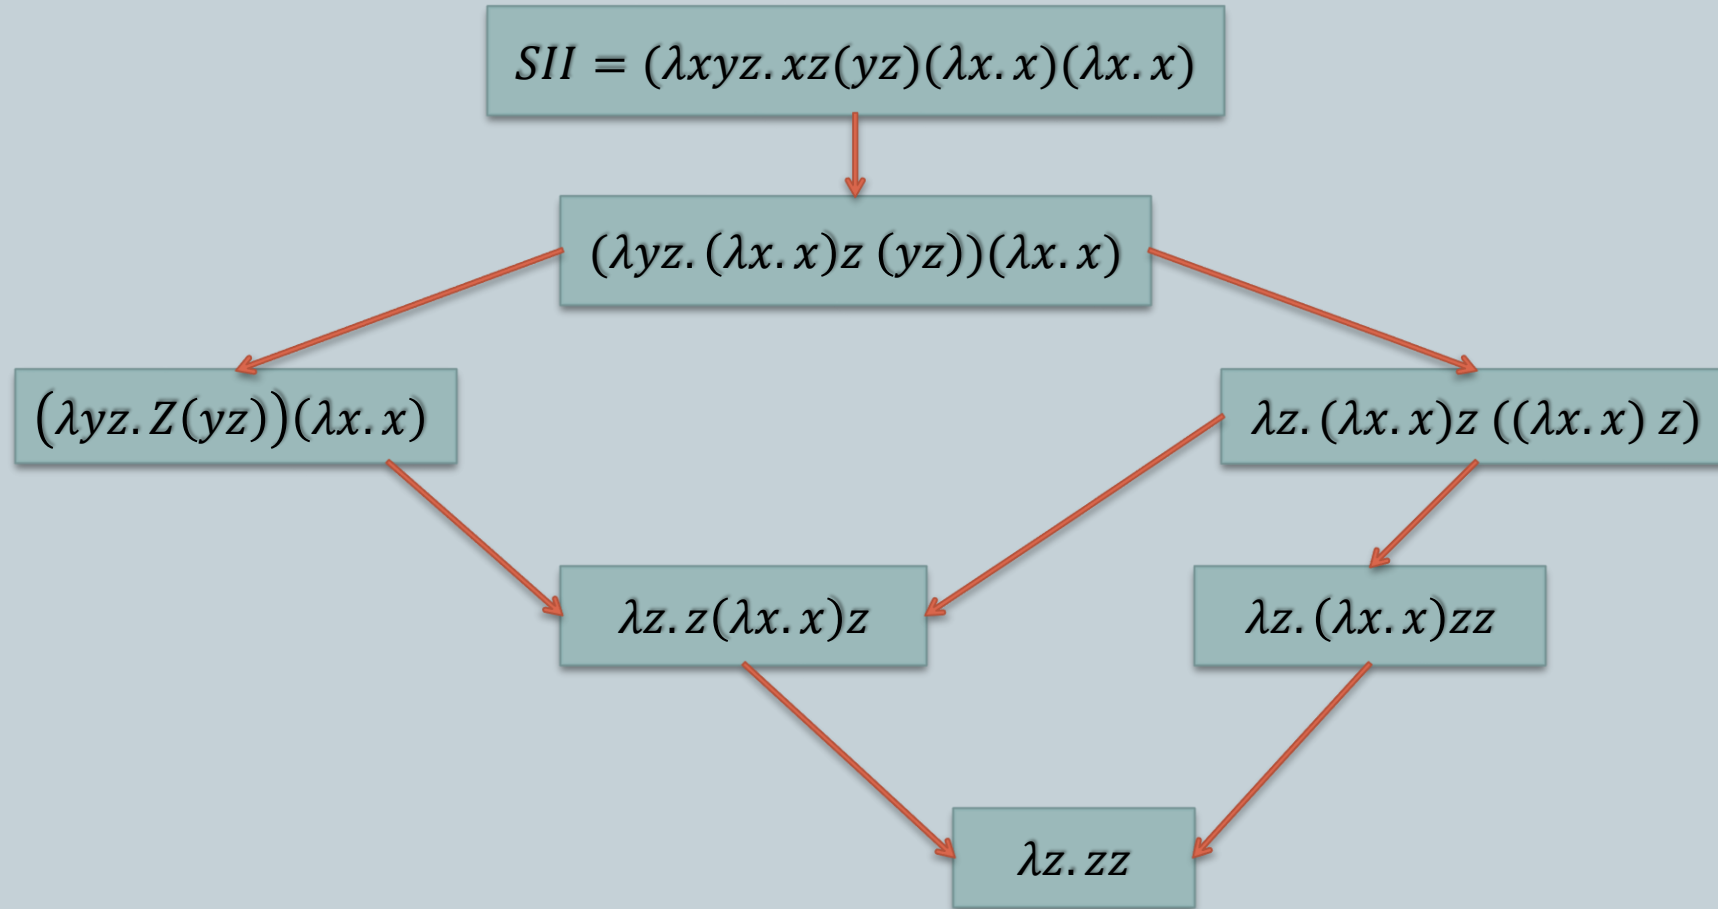 SII = (λxyz. xz(yz)(λx. x)(λx. x)
(λyz. (λx. x)z (yz))(λx. x)
(λyz. Z(yz))(λx. x)
λz. (λx. x)z ((λx. x) z)
λz. z(λx. x)z
λz. (λx. x)zz
λz. zz